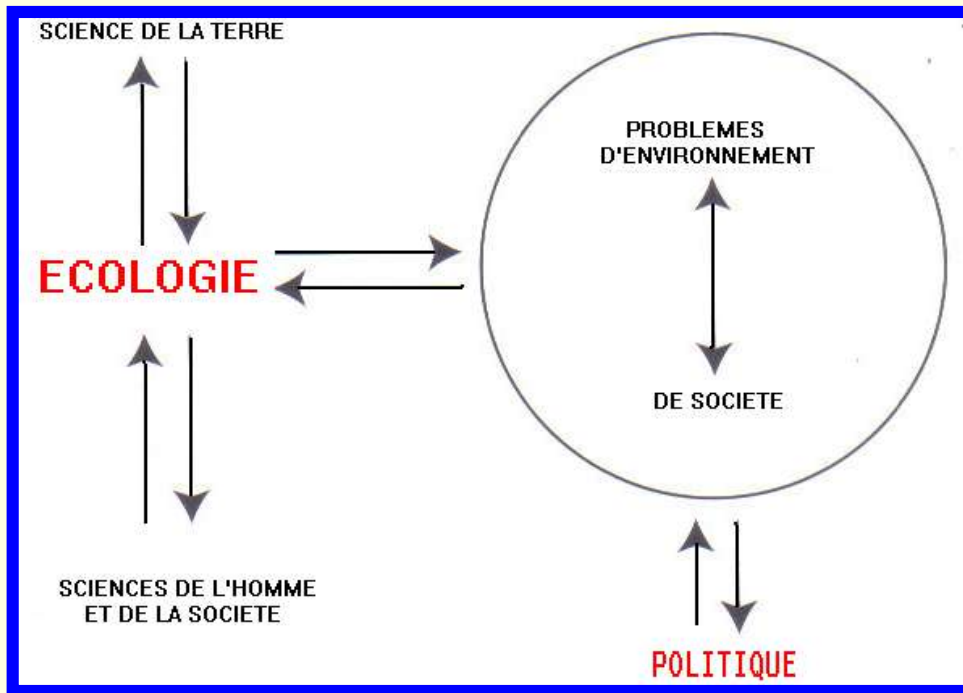 SCIENCE DE LA TERRE
PROBLEMES
D'ENVIRONNEMENT
ECOLOGIE
DE SOCIETE
SCIENCES DE L'HOMME
ET DE LA SOCIETE
POLITIQUE